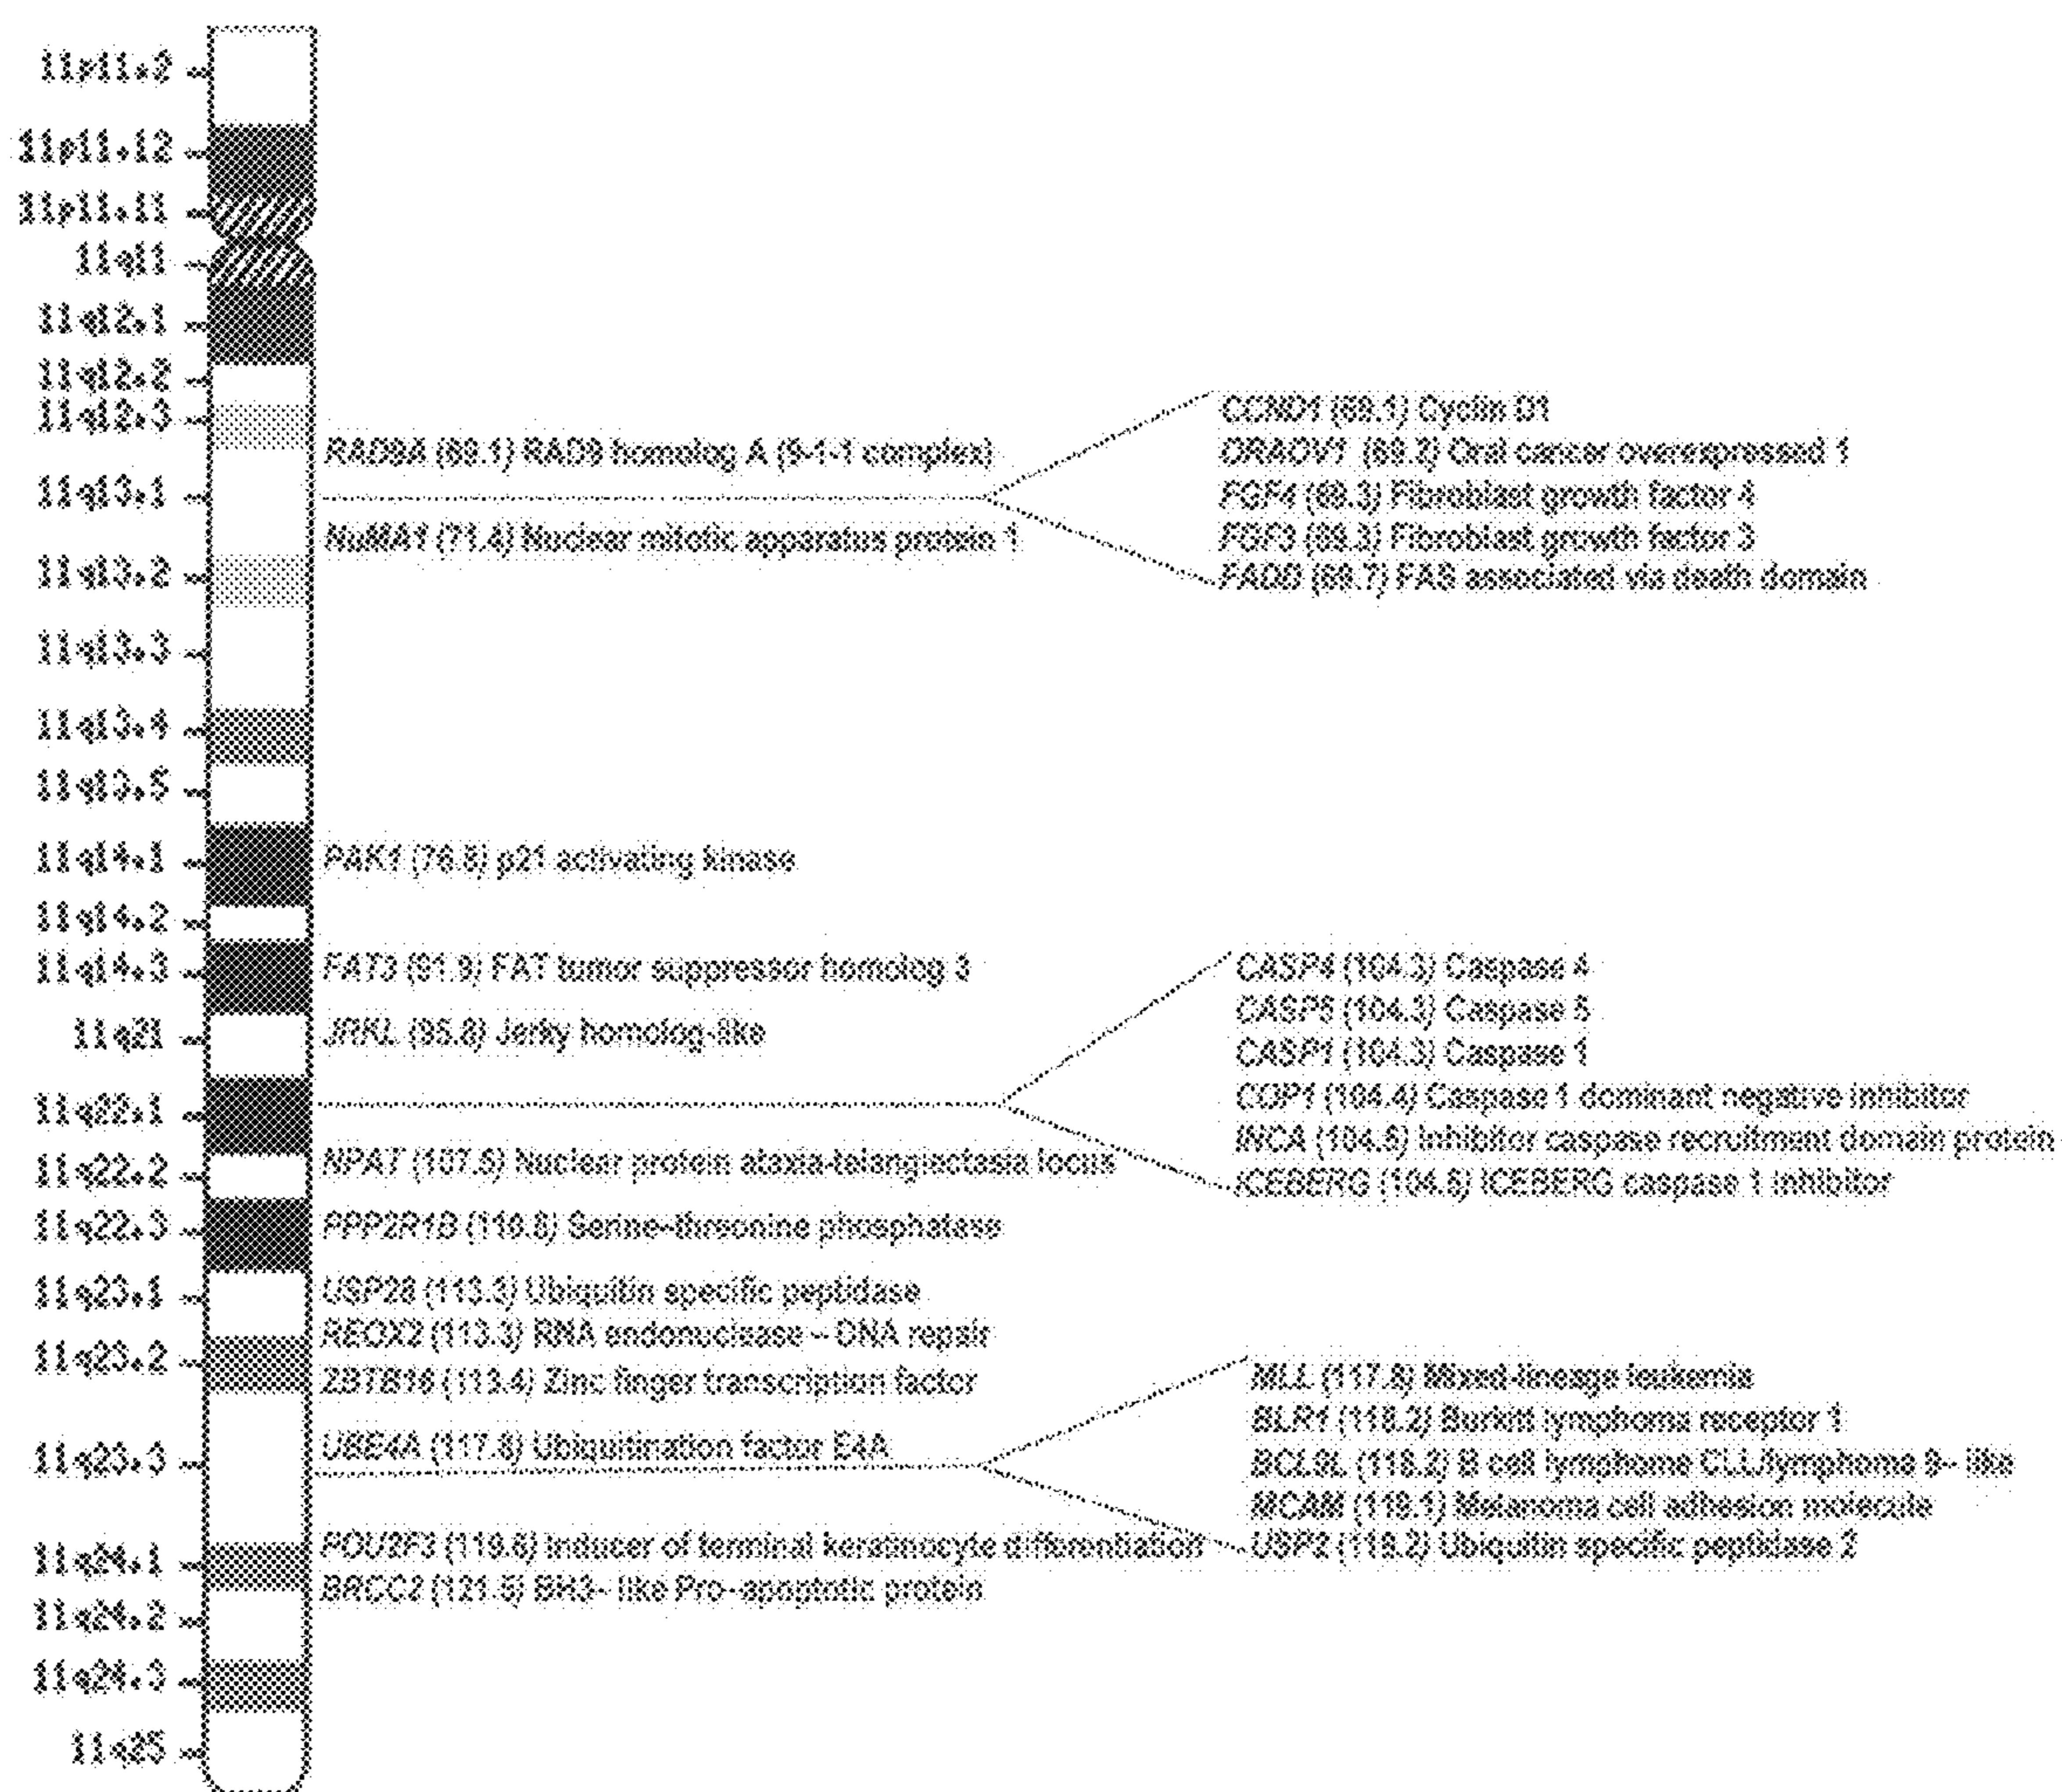 11p11.2
11p11.12
11p11.11
11q11
11q12.1
11q12.2
11q12.3
11q13.1
11q13.2
11q13.3
11q13.4
11q13.5
11q14.1
11q14.2
11q14.3
11q21
11q22.1
11q22.2
11q22.3
11q23.1
11q23.2
11q23.3
11q24.1
11q24.2
11q24.3
11q25
RAD9A (69.1) RAD9 homolog A (9-1-1 complex)
NuMA1 (71.4) Nuclear mitotic apparatus protein 1
CCND1 (69.1) Cyclin D1
ORAOV1 (69.2) Oral cancer overexpressed 1
FGF4 (69.3) Fibroblast growth factor 4
FGF3 (69.3) Fibroblast growth factor 3
FADD (69.7) FAS associated via death domain
PAK1 (76.8) p21 activating kinase
FAT3 (91.9) FAT tumor suppressor homolog 3
JRKL (95.8) Jerky homolog-like
CASP4 (104.3) Caspase 4
CASP5 (104.3) Caspase 5
CASP1 (104.3) Caspase 1
COP1 (104.4) Caspase 1 dominant negative inhibitor
INCA (104.5) Inhibitor caspase recruitment domain protein
ICEBERG (104.5) ICEBERG caspase 1 inhibitor
NPAT (107.5) Nuclear protein ataxia-telangiectasia locus
PPP2R1B (110.8) Serine-threonine phosphatase
USP28 (113.3) Ubiquitin specific peptidase
REOX2 (113.3) RNA endonuclease - DNA repair
ZBTB16 (113.4) Zinc finger transcription factor
UBE4A (117.8) Ubiquitination factor E4A
MLL (117.8) Mixed-lineage leukemia
BLR1 (118.2) Burkitt lymphoma receptor 1
BCL9L (118.2) B cell lymphoma CLL/lymphoma 9- like
MCAM (119.1) Melanoma cell adhesion molecule
USP2 (119.2) Ubiquitin specific peptidase 2
POU2F3 (119.6) Inducer of terminal keratinocyte differentiation
BRCC2 (121.5) BH3- like Pro-apoptotic protein